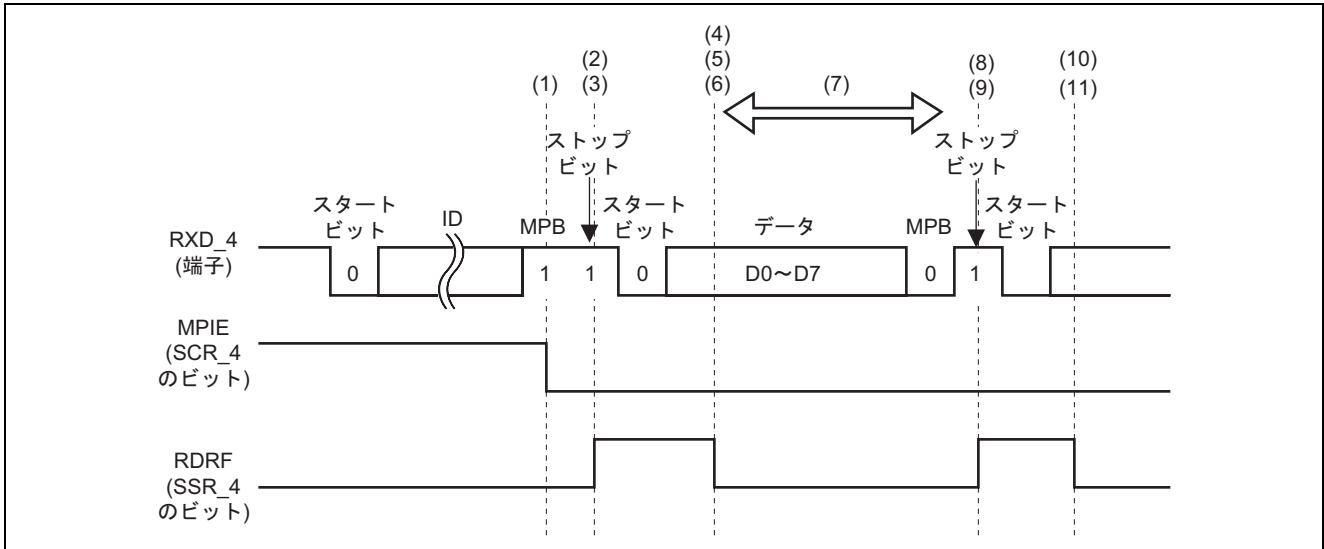 (4)
(2) (5) (8) (10)
(1) (3) (6) (7) (9) (11)
ストップ
ビット
ストップ
ビット
スタート
ビット
ID
MPB
スタート
ビット
データ
MPB
スタート
ビット
RXD_4
(端子)
0 1 1 0 D0～D7 0 1
MPIE
(SCR_4
のビット)
RDRF
(SSR_4
のビット)